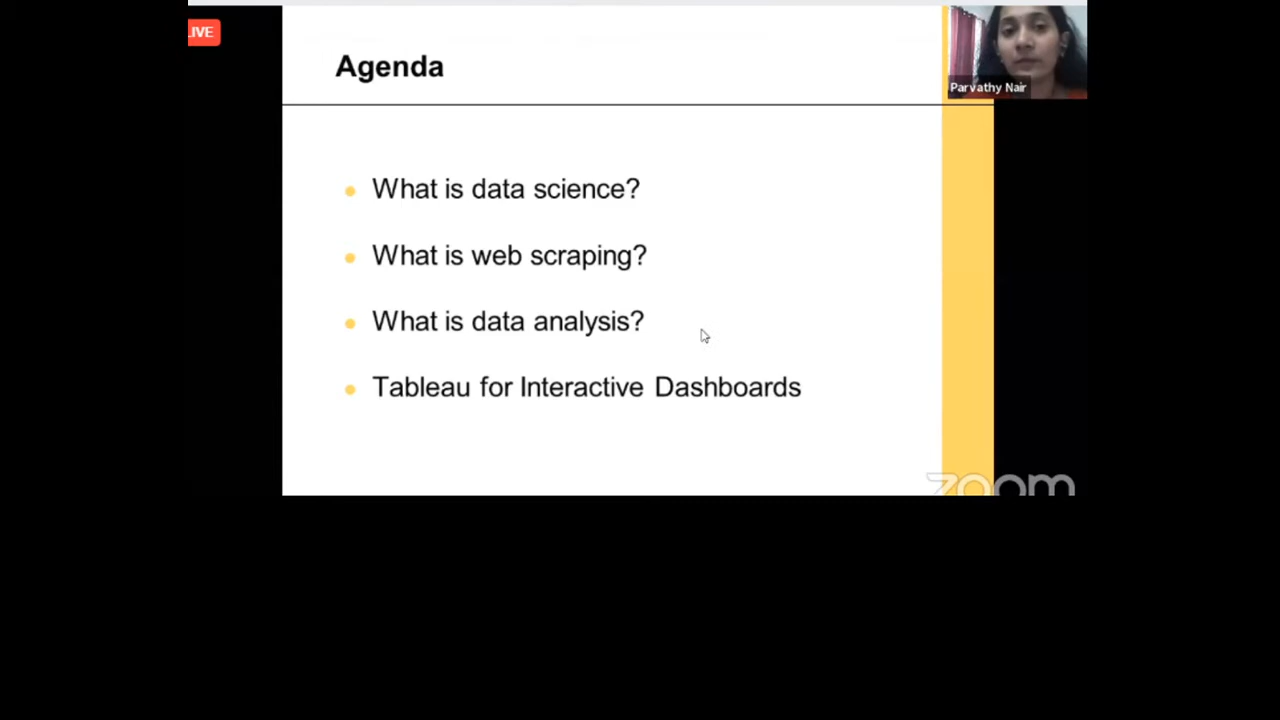 LIVE
Agenda
Parvathy Nair
What is data science?
What is web scraping?
What is data analysis?
Tableau for Interactive Dashboards
zoom